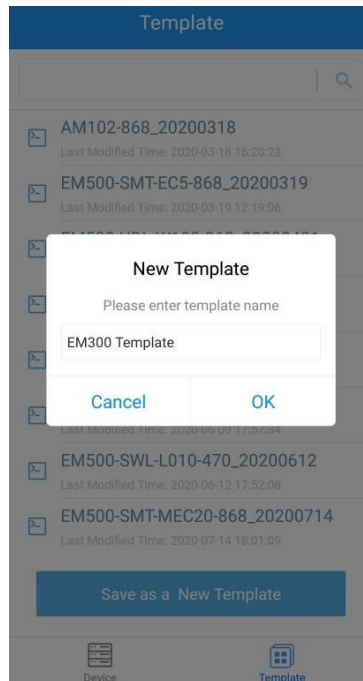 Template
AM102-868_20200318
Last Modified Time: 2020-03-18 16:20:23
EM500-SMT-EC5-868_20200319
Last Modified Time: 2020-03-19 12:19:06
New Template
Please enter template name
EM300 Template
Cancel
OK
Last Modified Time: 2020-06-09 17:57:34
EM500-SWL-L010-470_20200612
Last Modified Time: 2020-06-12 17:52:08
EM500-SMT-MEC20-868_20200714
Last Modified Time: 2020-07-14 18:01:09
Save as a New Template
Device
Template